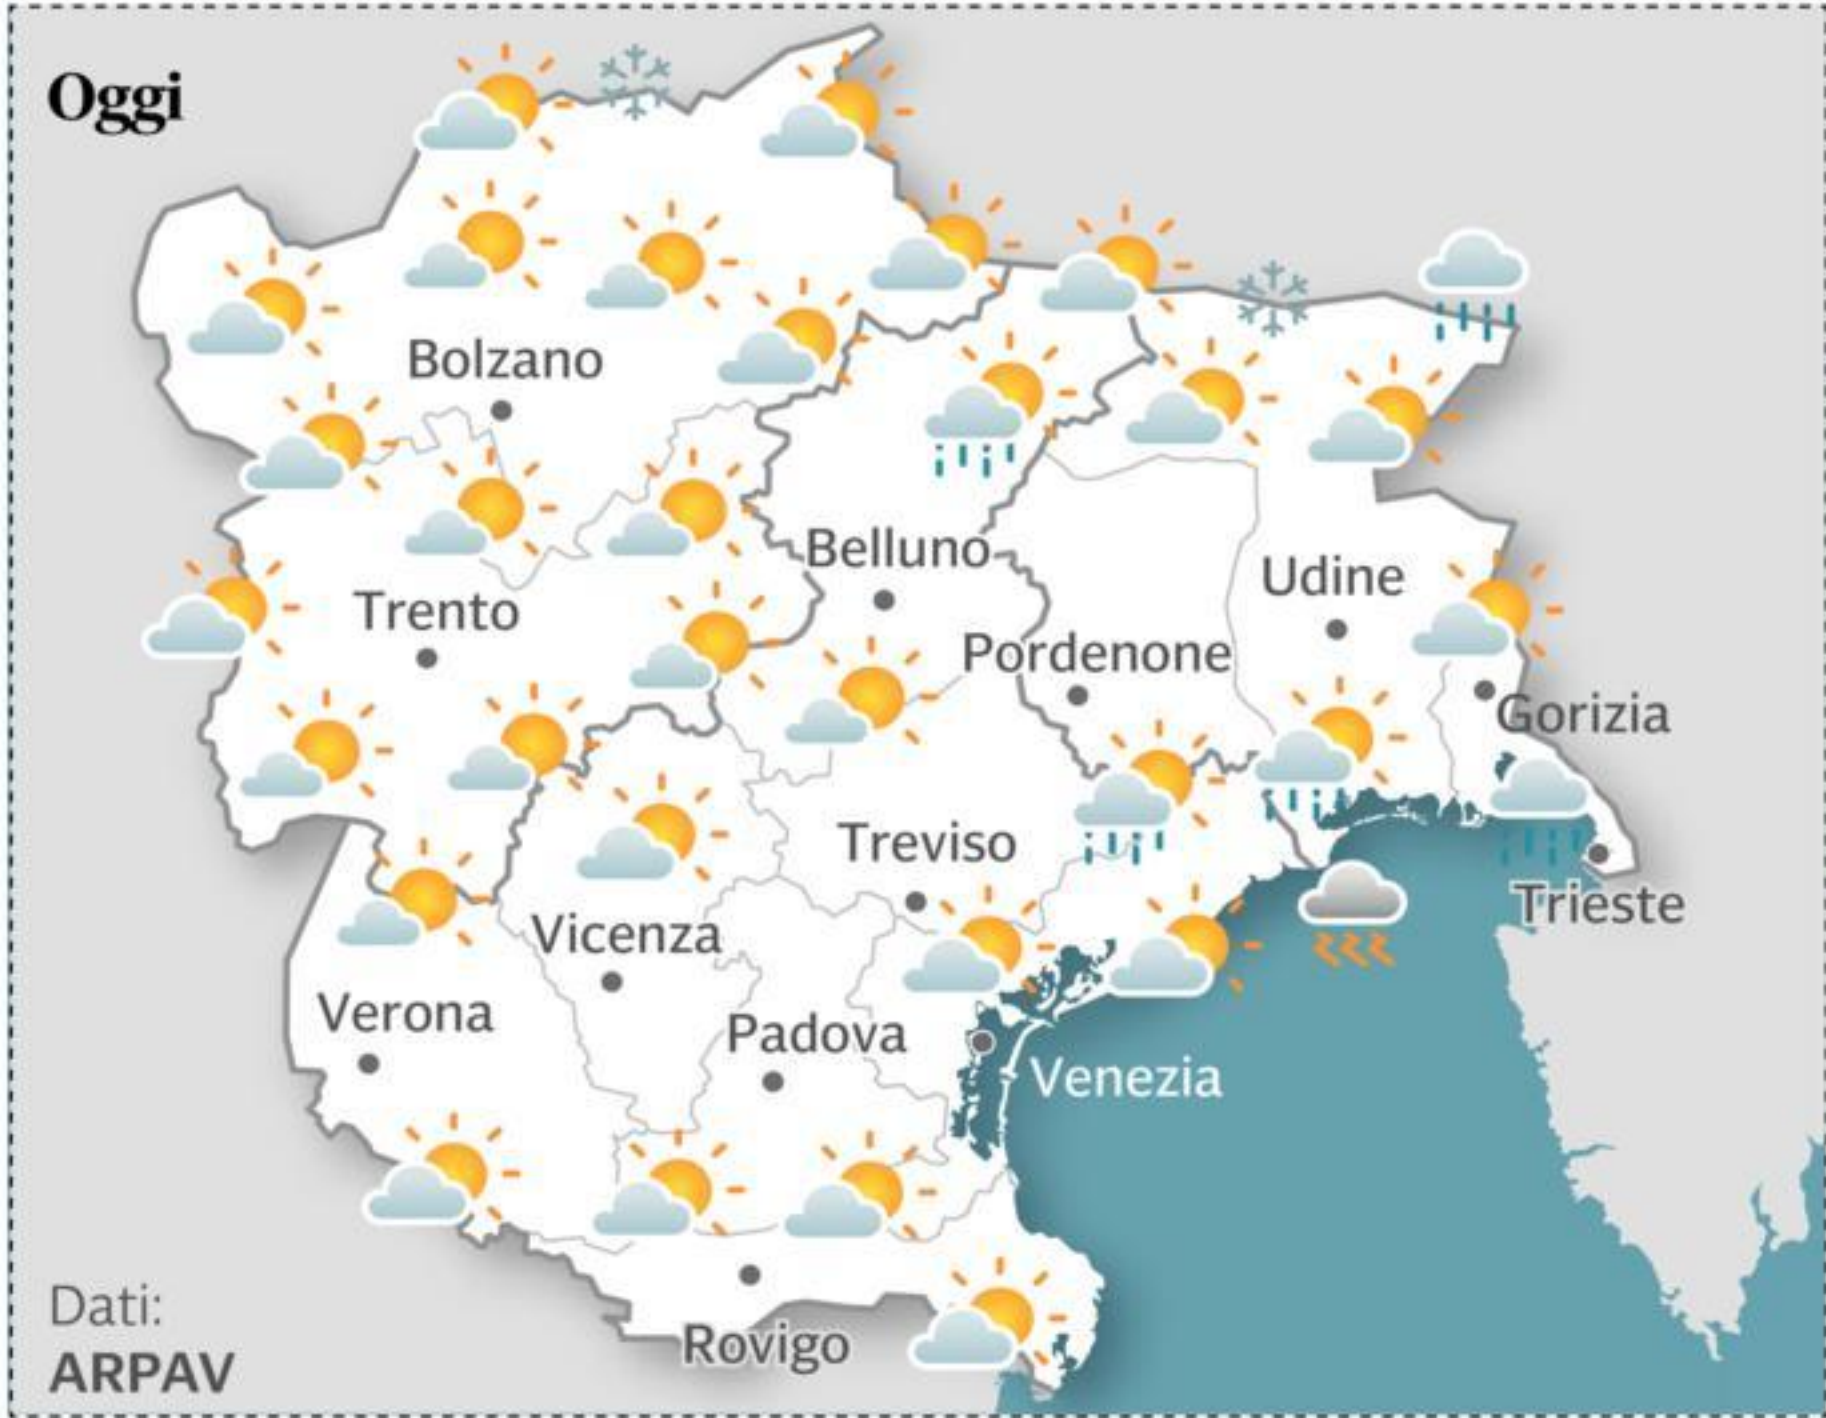 Oggi
Bolzano
Belluno
Udine
Trento
Pordenone
Gorizia
Treviso
Trieste
Vicenza
Verona
Padova
Venezia
Dati:
ARPAV
Rovigo